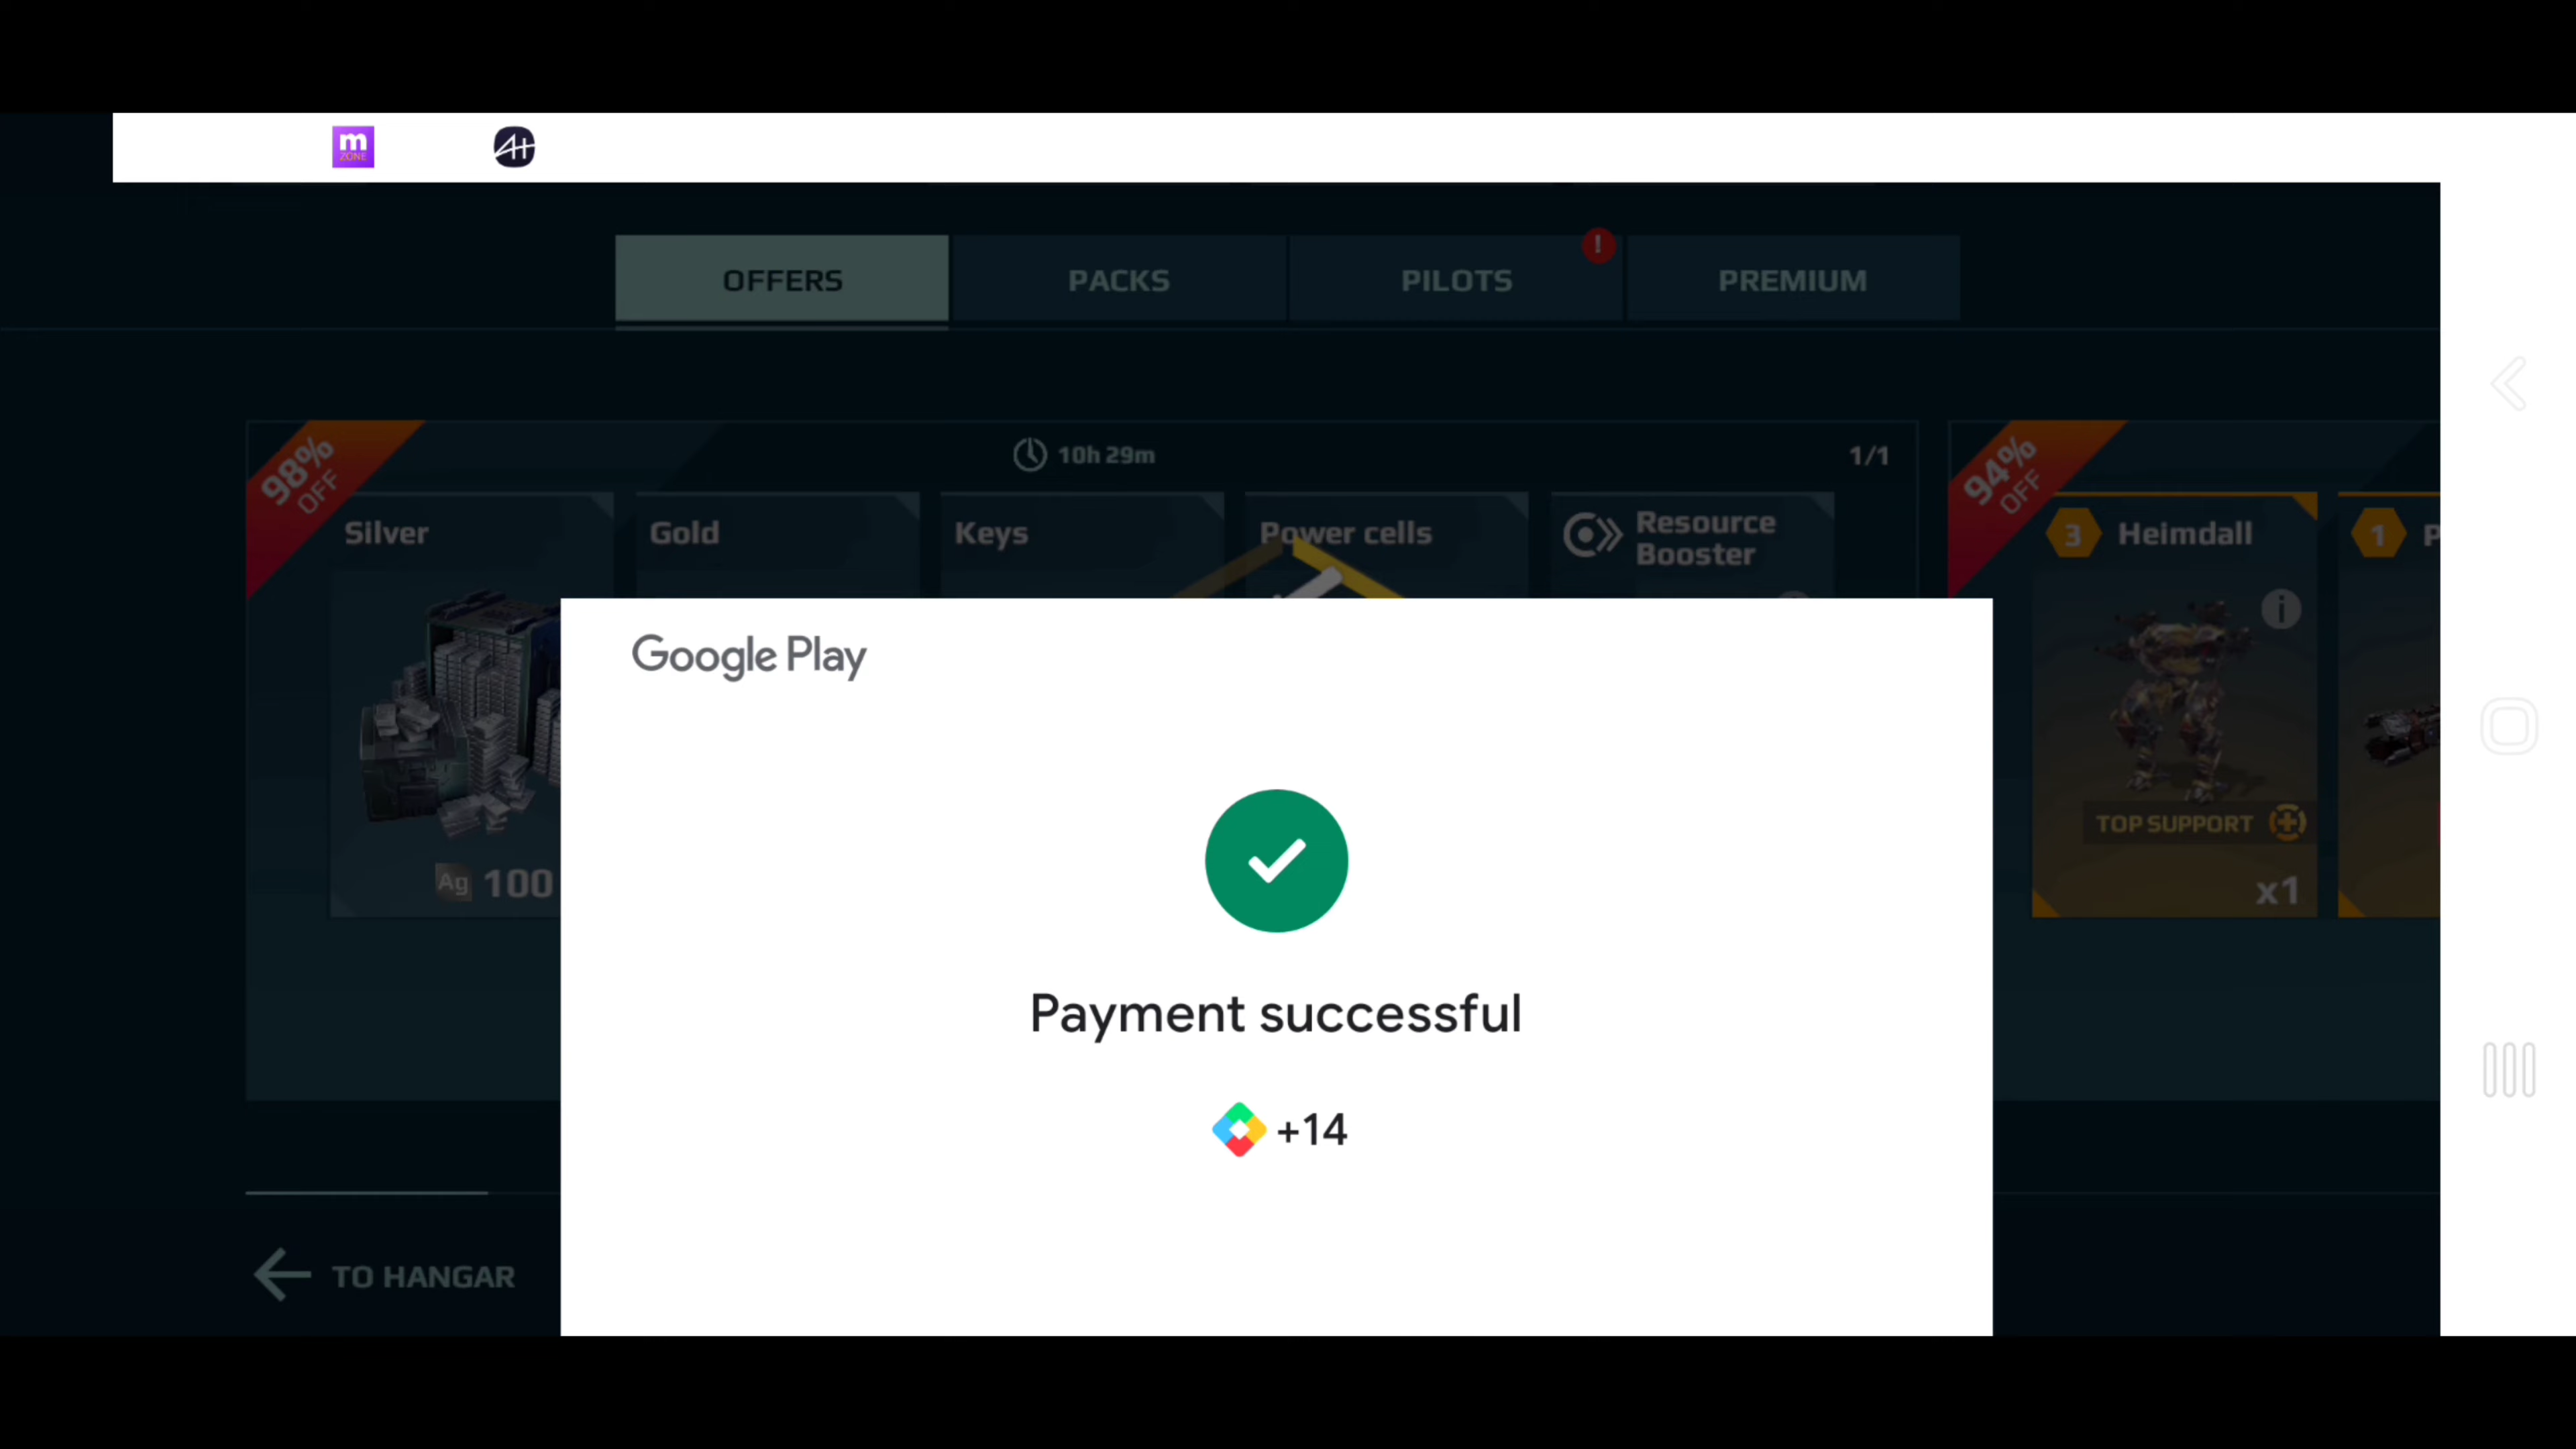 m
ZONE
OFFERS
PACKS
PILOTS
!
PREMIUM
98%
OFF
10h 29m
1/1
Silver
Gold
Keys
Power cells
Resource
Booster
Ag 100
94%
OFF
3 Heimdall
i
TOP SUPPORT
x1
1 P
Google Play
Payment successful
+14
TO HANGAR